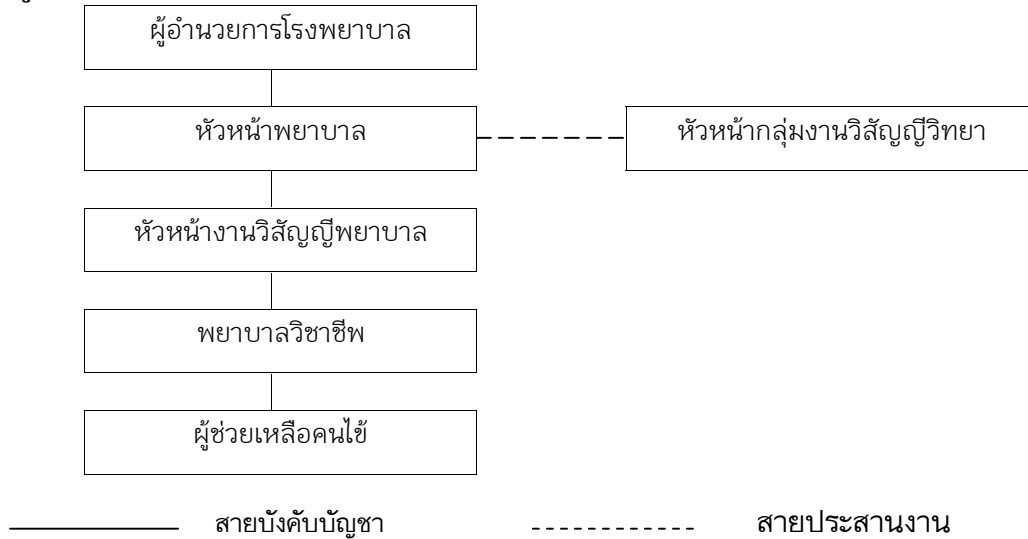 ผู้อำนวยการโรงพยาบาล
หัวหน้าพยาบาล หัวหน้ากลุ่มงานวิสัญญีวิทยา
หัวหน้างานวิสัญญีพยาบาล
พยาบาลวิชาชีพ
ผู้ช่วยเหลือคนไข้
สายบังคับบัญชา สายประสานงาน